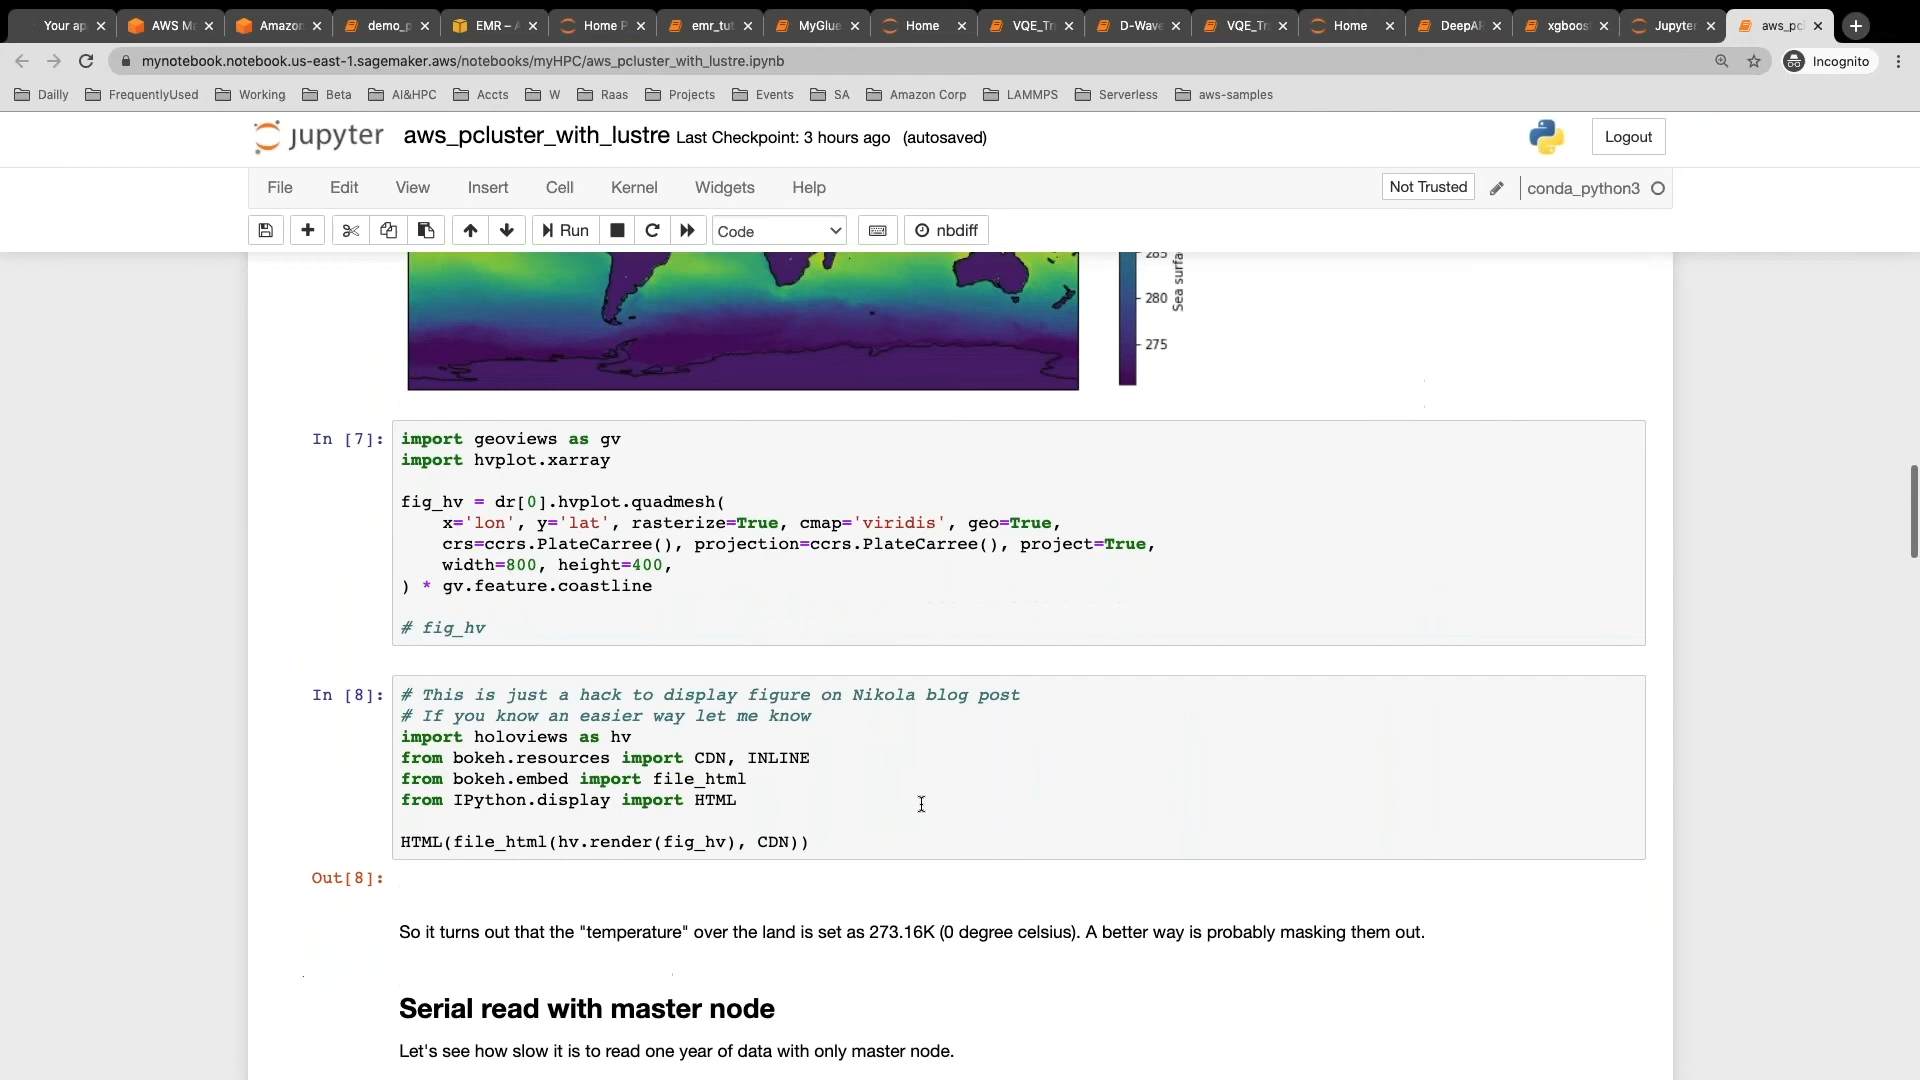 Your ap
AWS M
Amazon
demo_p
EMR – A
Home P
emr_tut
MyGlue
Home
VQE_Tr
D-Wave
VQE_Tr
Home
DeepAR
xgboost
Jupyter
aws_pcl
mynotebook.notebook.us-east-1.sagemaker.aws/notebooks/myHPC/aws_pcluster_with_lustre.ipynb
Incognito
Dailly
FrequentlyUsed
Working
Beta
AI&HPC
Accts
W
Raas
Projects
Events
SA
Amazon Corp
LAMMPS
Serverless
aws-samples
jupyter aws_pcluster_with_lustre Last Checkpoint: 3 hours ago (autosaved)
Logout
File Edit View Insert Cell Kernel Widgets Help
Not Trusted
conda_python3
Run
Code
nbdiff
285
280
275
Sea surfa
In [7]:
import geoviews as gv
import hvplot.xarray
fig_hv = dr[0].hvplot.quadmesh(
x='lon', y='lat', rasterize=True, cmap='viridis', geo=True,
crs=ccrs.PlateCarree(), projection=ccrs.PlateCarree(), project=True,
width=800, height=400,
) * gv.feature.coastline
# fig_hv
In [8]:
# This is just a hack to display figure on Nikola blog post
# If you know an easier way let me know
import holoviews as hv
from bokeh.resources import CDN, INLINE
from bokeh.embed import file_html
from IPython.display import HTML
HTML(file_html(hv.render(fig_hv), CDN))
Out[8]:
So it turns out that the "temperature" over the land is set as 273.16K (0 degree celsius). A better way is probably masking them out.
Serial read with master node
Let's see how slow it is to read one year of data with only master node.